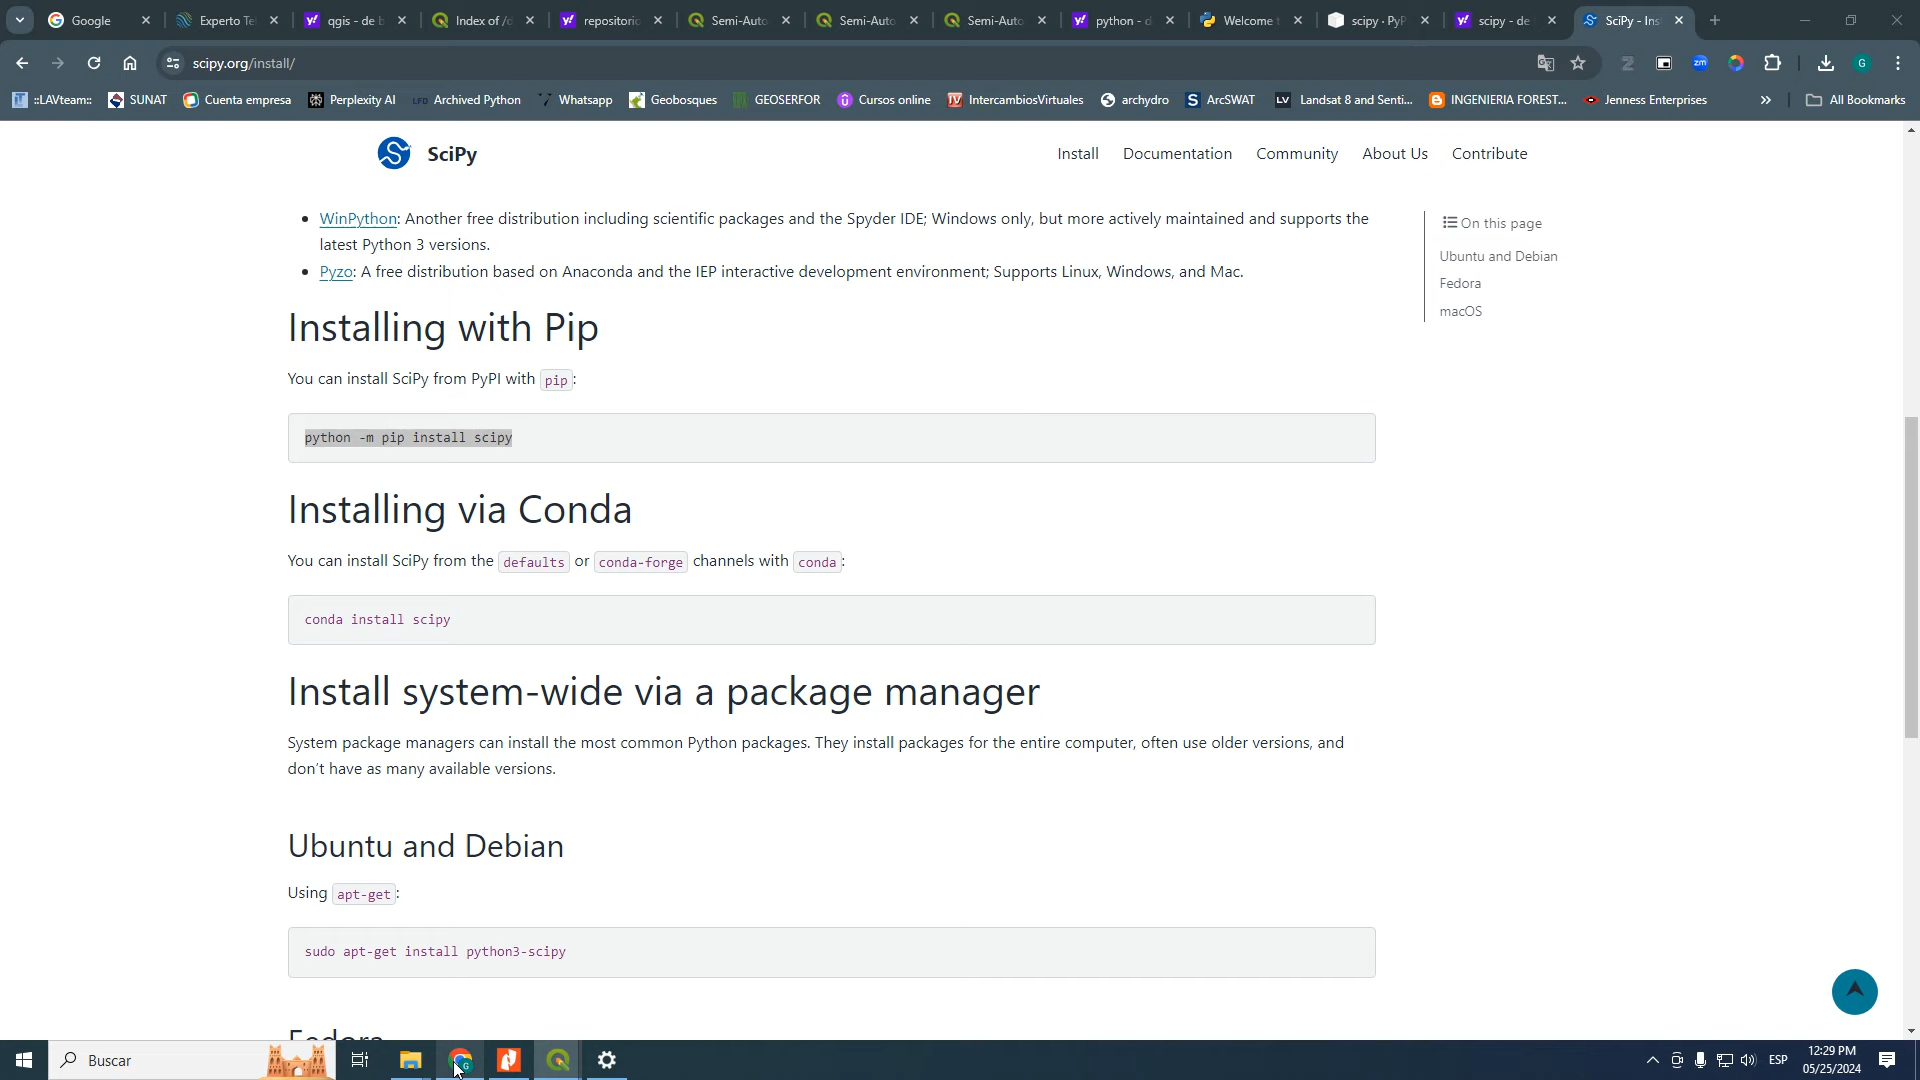 Google
Experto Te
qgis - de b
Index of /d
repositorio
Semi-Auto
Semi-Auto
Semi-Auto
python - d
Welcome t
scipy · PyP
scipy - de
SciPy - Ins
scipy.org/install/
::LAVteam::
SUNAT
Cuenta empresa
Perplexity AI
Archived Python
Whatsapp
Geobosques
GEOSERFOR
Cursos online
IntercambiosVirtuales
archydro
ArcSWAT
Landsat 8 and Senti...
INGENIERIA FOREST...
Jenness Enterprises
All Bookmarks
SciPy
Install Documentation Community About Us Contribute
WinPython: Another free distribution including scientific packages and the Spyder IDE; Windows only, but more actively maintained and supports the
latest Python 3 versions.
Pyzo: A free distribution based on Anaconda and the IEP interactive development environment; Supports Linux, Windows, and Mac.
On this page
Ubuntu and Debian
Fedora
macOS
Installing with Pip
You can install SciPy from PyPI with pip:
python -m pip install scipy
Installing via Conda
You can install SciPy from the defaults or conda-forge channels with conda:
conda install scipy
Install system-wide via a package manager
System package managers can install the most common Python packages. They install packages for the entire computer, often use older versions, and
don't have as many available versions.
Ubuntu and Debian
Using apt-get:
sudo apt-get install python3-scipy
Fedora
Buscar
ESP
12:29 PM
05/25/2024